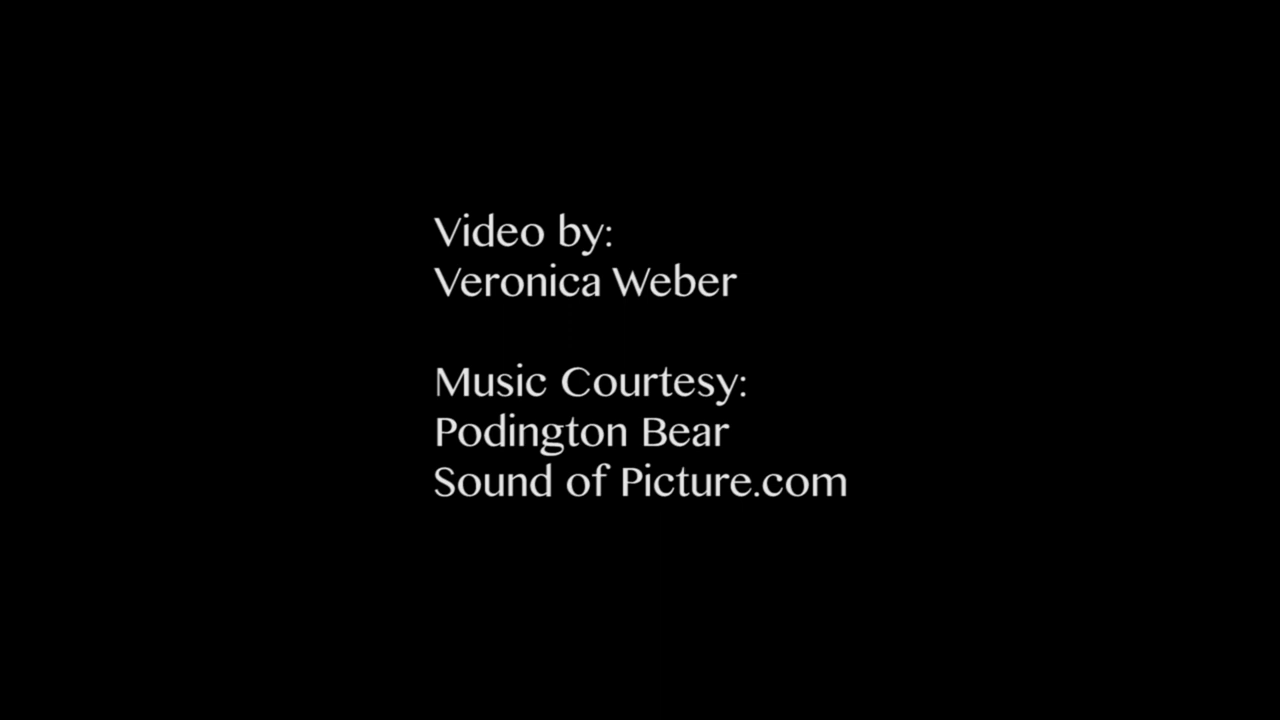 Video by:
Veronica Weber
Music Courtesy:
Podington Bear
Sound of Picture.com